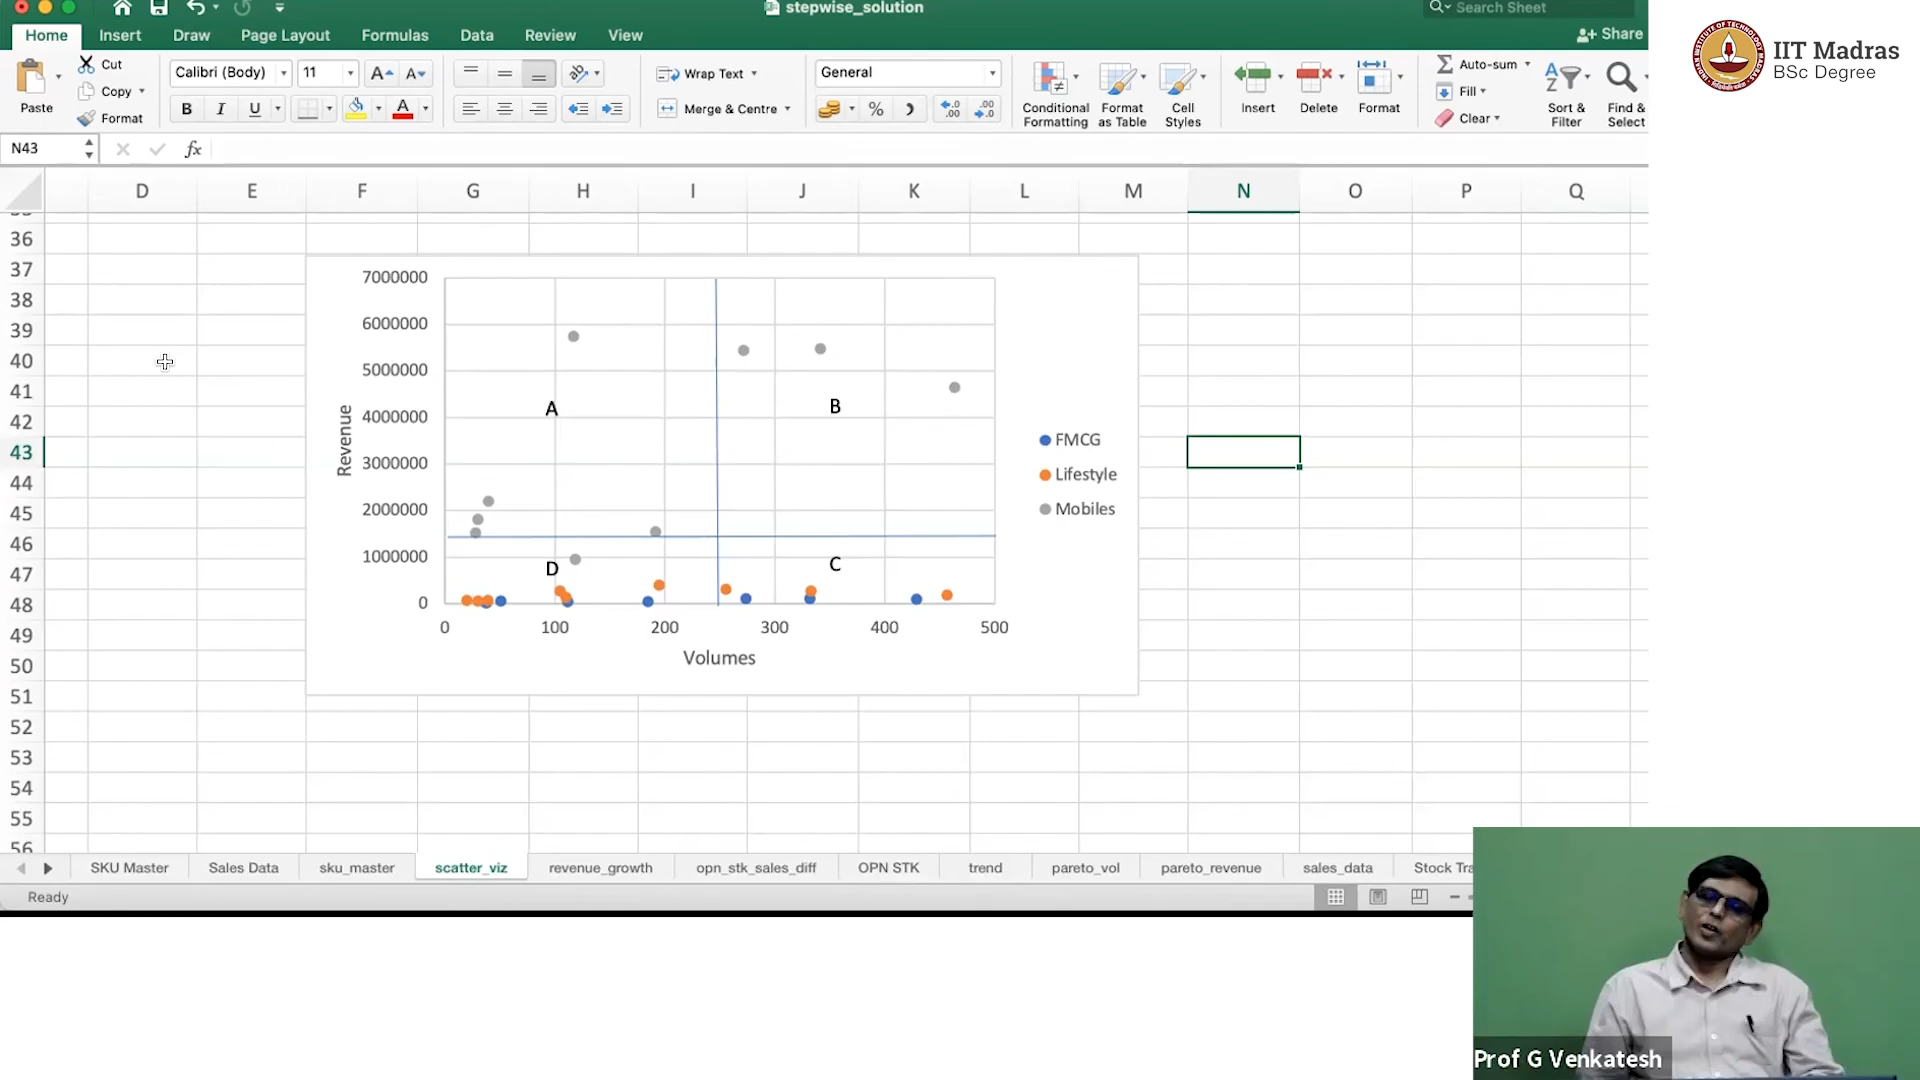 stepwise_solution
Search Sheet
Home Insert Draw Page Layout Formulas Data Review View
Share
IIT Madras
BSc Degree
Paste
Cut
Copy
Format
Calibri (Body) 11
B I U
Wrap Text
Merge & Centre
General
Conditional Formatting
Format as Table
Cell Styles
Insert
Delete
Format
Auto-sum
Fill
Clear
Sort & Filter
Find & Select
N43
fx
D E F G H I J K L M N O P Q
36
37
38
39
40
41
42
43
44
45
46
47
48
49
50
51
52
53
54
55
56
7000000
6000000
5000000
4000000
3000000
2000000
1000000
0
Revenue
A
B
D
C
0 100 200 300 400 500
Volumes
FMCG
Lifestyle
Mobiles
SKU Master Sales Data sku_master scatter_viz revenue_growth opn_stk_sales_diff OPN STK trend pareto_vol pareto_revenue sales_data Stock Tra
Ready
Prof G Venkatesh